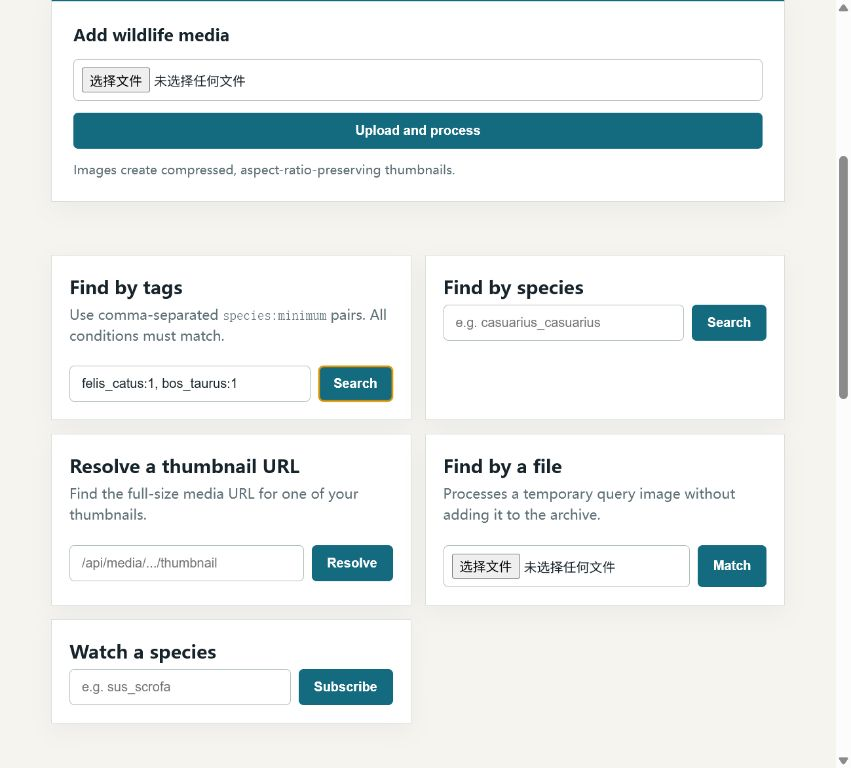 Add wildlife media
选择文件 未选择任何文件
Upload and process
Images create compressed, aspect-ratio-preserving thumbnails.
Find by tags
Use comma-separated species:minimum pairs. All
conditions must match.
felis_catus:1, bos_taurus:1
Search
Find by species
e.g. casuarius_casuarius
Search
Resolve a thumbnail URL
Find the full-size media URL for one of your
thumbnails.
/api/media/.../thumbnail
Resolve
Find by a file
Processes a temporary query image without
adding it to the archive.
选择文件 未选择任何文件
Match
Watch a species
e.g. sus_scrofa
Subscribe